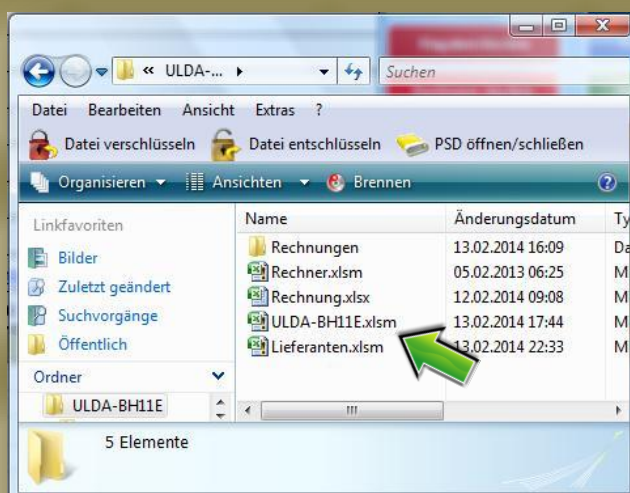 « ULDA-...
Suchen
Datei Bearbeiten Ansicht Extras ?
Datei verschlüsseln Datei entschlüsseln PSD öffnen/schließen
Organisieren Ansichten Brennen ?
Linkfavoriten
Bilder
Zuletzt geändert
Suchvorgänge
Öffentlich
Ordner
ULDA-BH11E
Name Änderungsdatum Ty
Rechnungen 13.02.2014 16:09 Da
Rechner.xlsm 05.02.2013 06:25 M
Rechnung.xlsx 12.02.2014 09:08 M
ULDA-BH11E.xlsm 13.02.2014 17:44 M
Lieferanten.xlsm 13.02.2014 22:33 M
5 Elemente